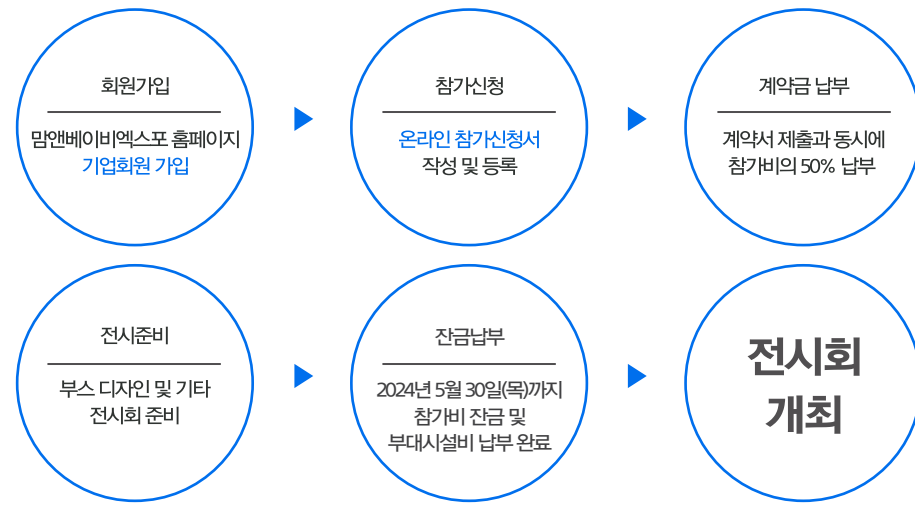 회원가입
맘앤베이비엑스포 홈페이지
기업회원 가입
참가신청
온라인 참가신청서
작성 및 등록
계약금 납부
계약서 제출과 동시에
참가비의 50% 납부
전시준비
부스 디자인 및 기타
전시회 준비
잔금납부
2024년 5월 30일(목)까지
참가비 잔금 및
부대시설비 납부 완료
전시회
개최